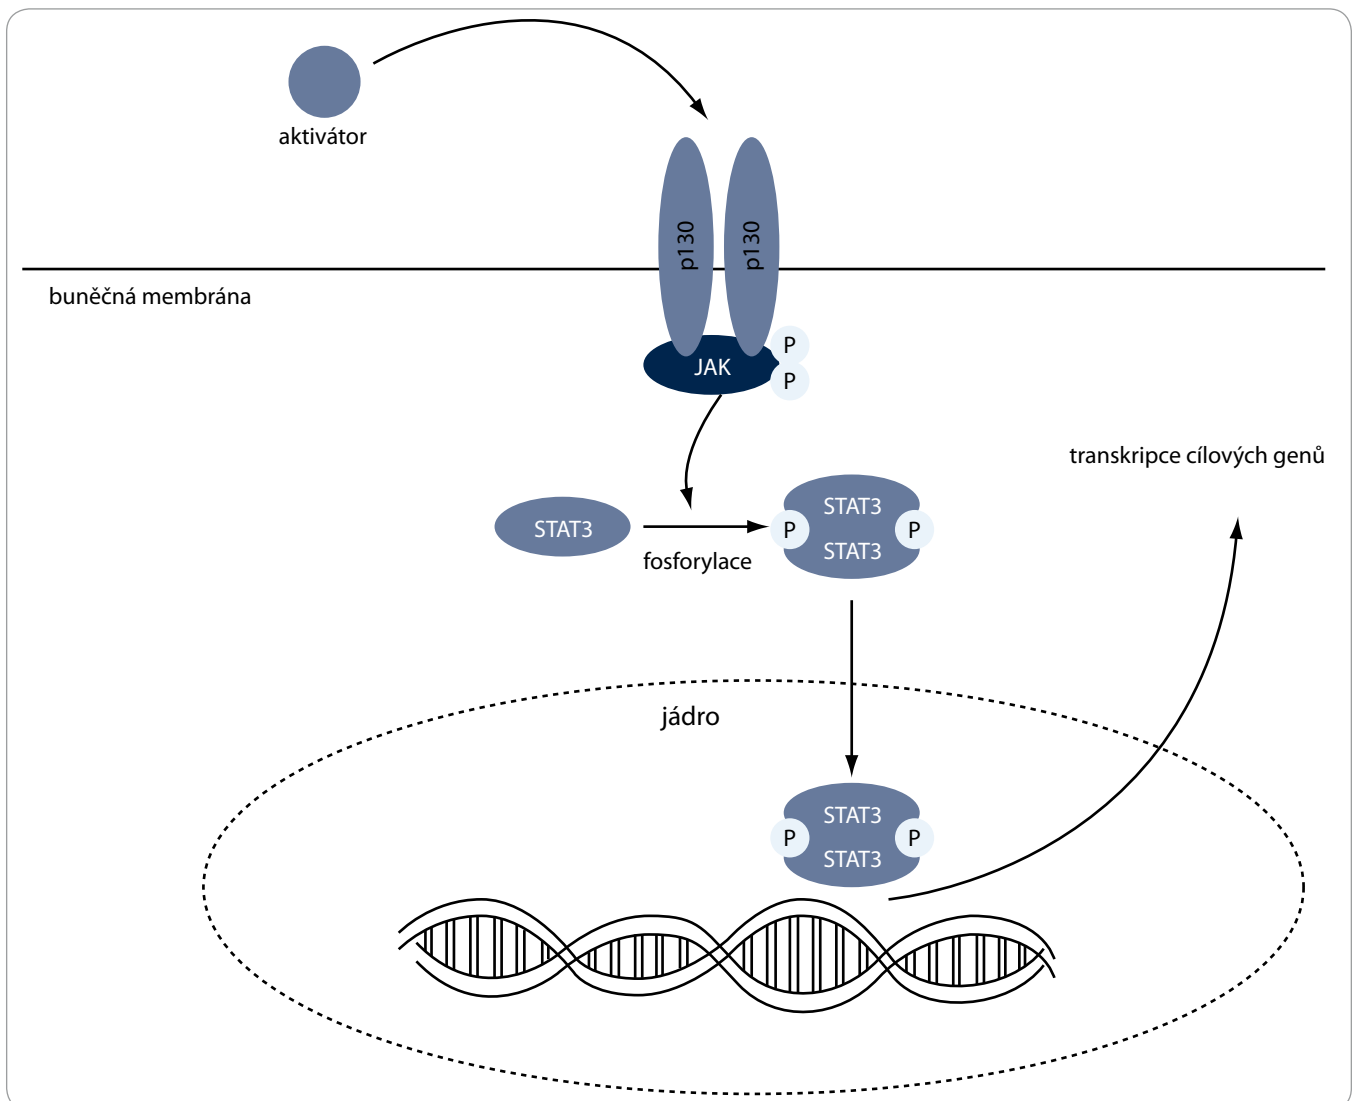 aktivátor
p130
p130
buněčná membrána
P
JAK
P
transkripce cílových genů
STAT3
STAT3
P
P
STAT3
fosforylace
jádro
STAT3
P
P
STAT3